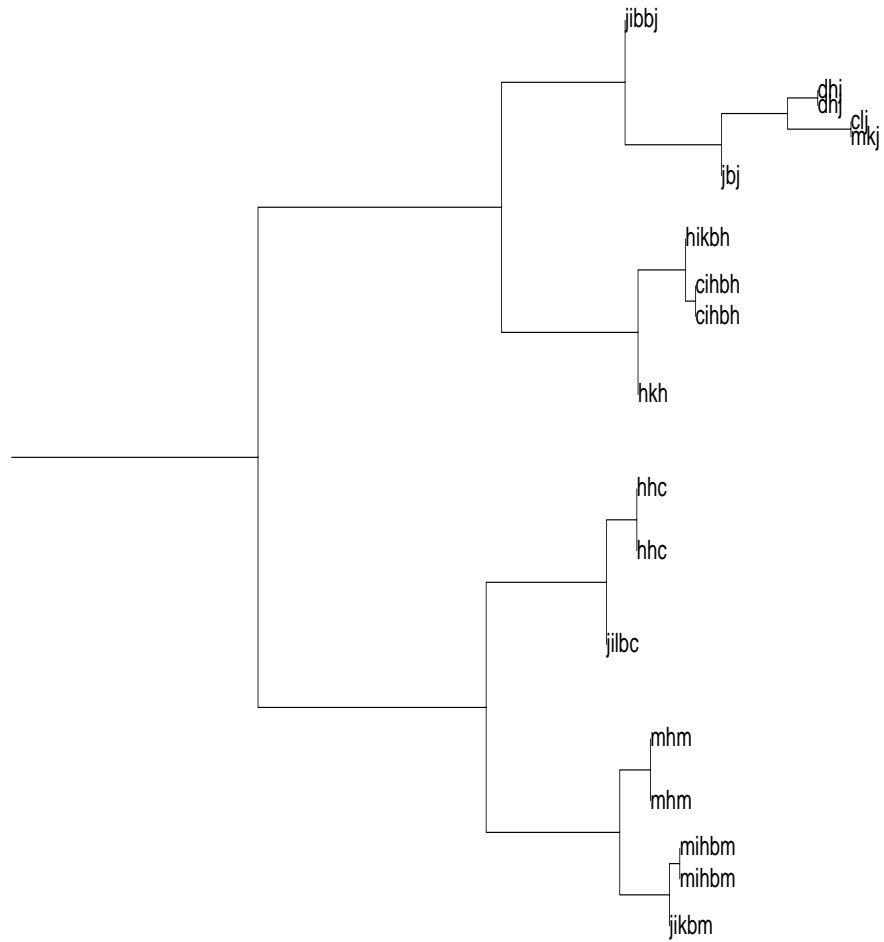 jibbj
dhj
dhj
clj
mkj
jbj
hikbh
cihbh
cihbh
hkh
hhc
hhc
jilbc
mhm
mhm
mihbm
mihbm
jikbm